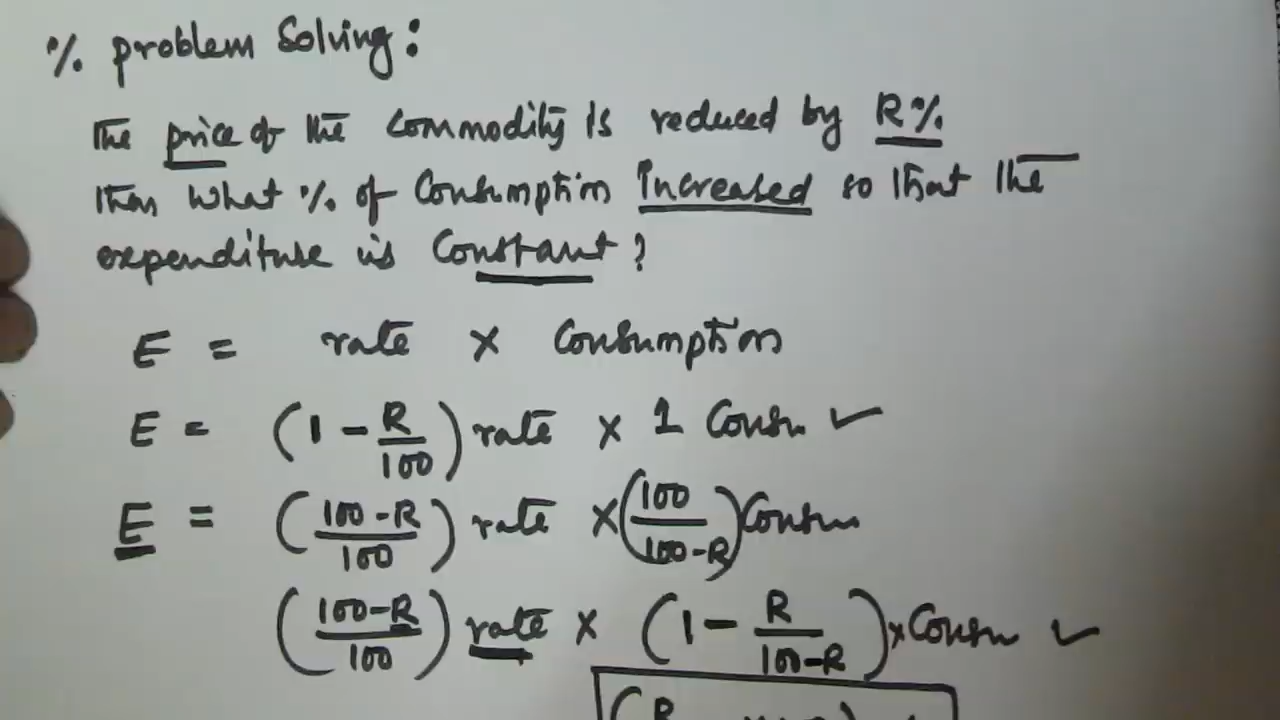 % problem Solving:
The price of the Commodity is reduced by R%
then what % of Consumption Increased so that the
expenditure is Constant?
E = rate × Consumption
E = (1 - R/100) rate × 1 Consu ✓
E = (100-R/100) rate × (100/100-R) Consu
(100-R/100) rate × (1 - R/100-R) × Consu ✓
(R